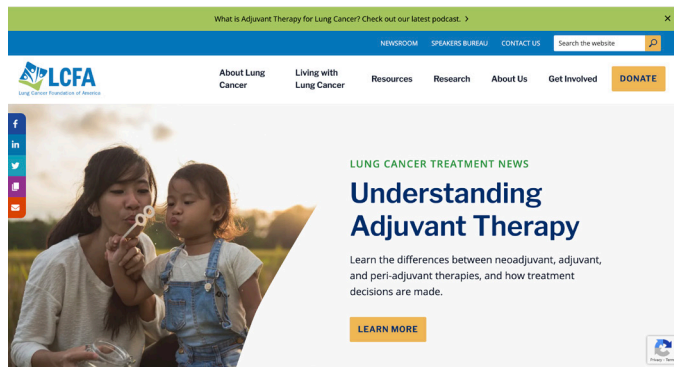 What is Adjuvant Therapy for Lung Cancer? Check out our latest podcast. >
NEWSROOM SPEAKERS BUREAU CONTACT US Search the website
LCFA
Lung Cancer Foundation of America
About Lung Cancer
Living with Lung Cancer
Resources
Research
About Us
Get Involved
DONATE
LUNG CANCER TREATMENT NEWS
Understanding
Adjuvant Therapy
Learn the differences between neoadjuvant, adjuvant,
and peri-adjuvant therapies, and how treatment
decisions are made.
LEARN MORE
Privacy - Terms